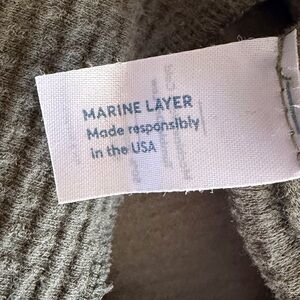 MARINE LAYER
Made responsibly
in the USA